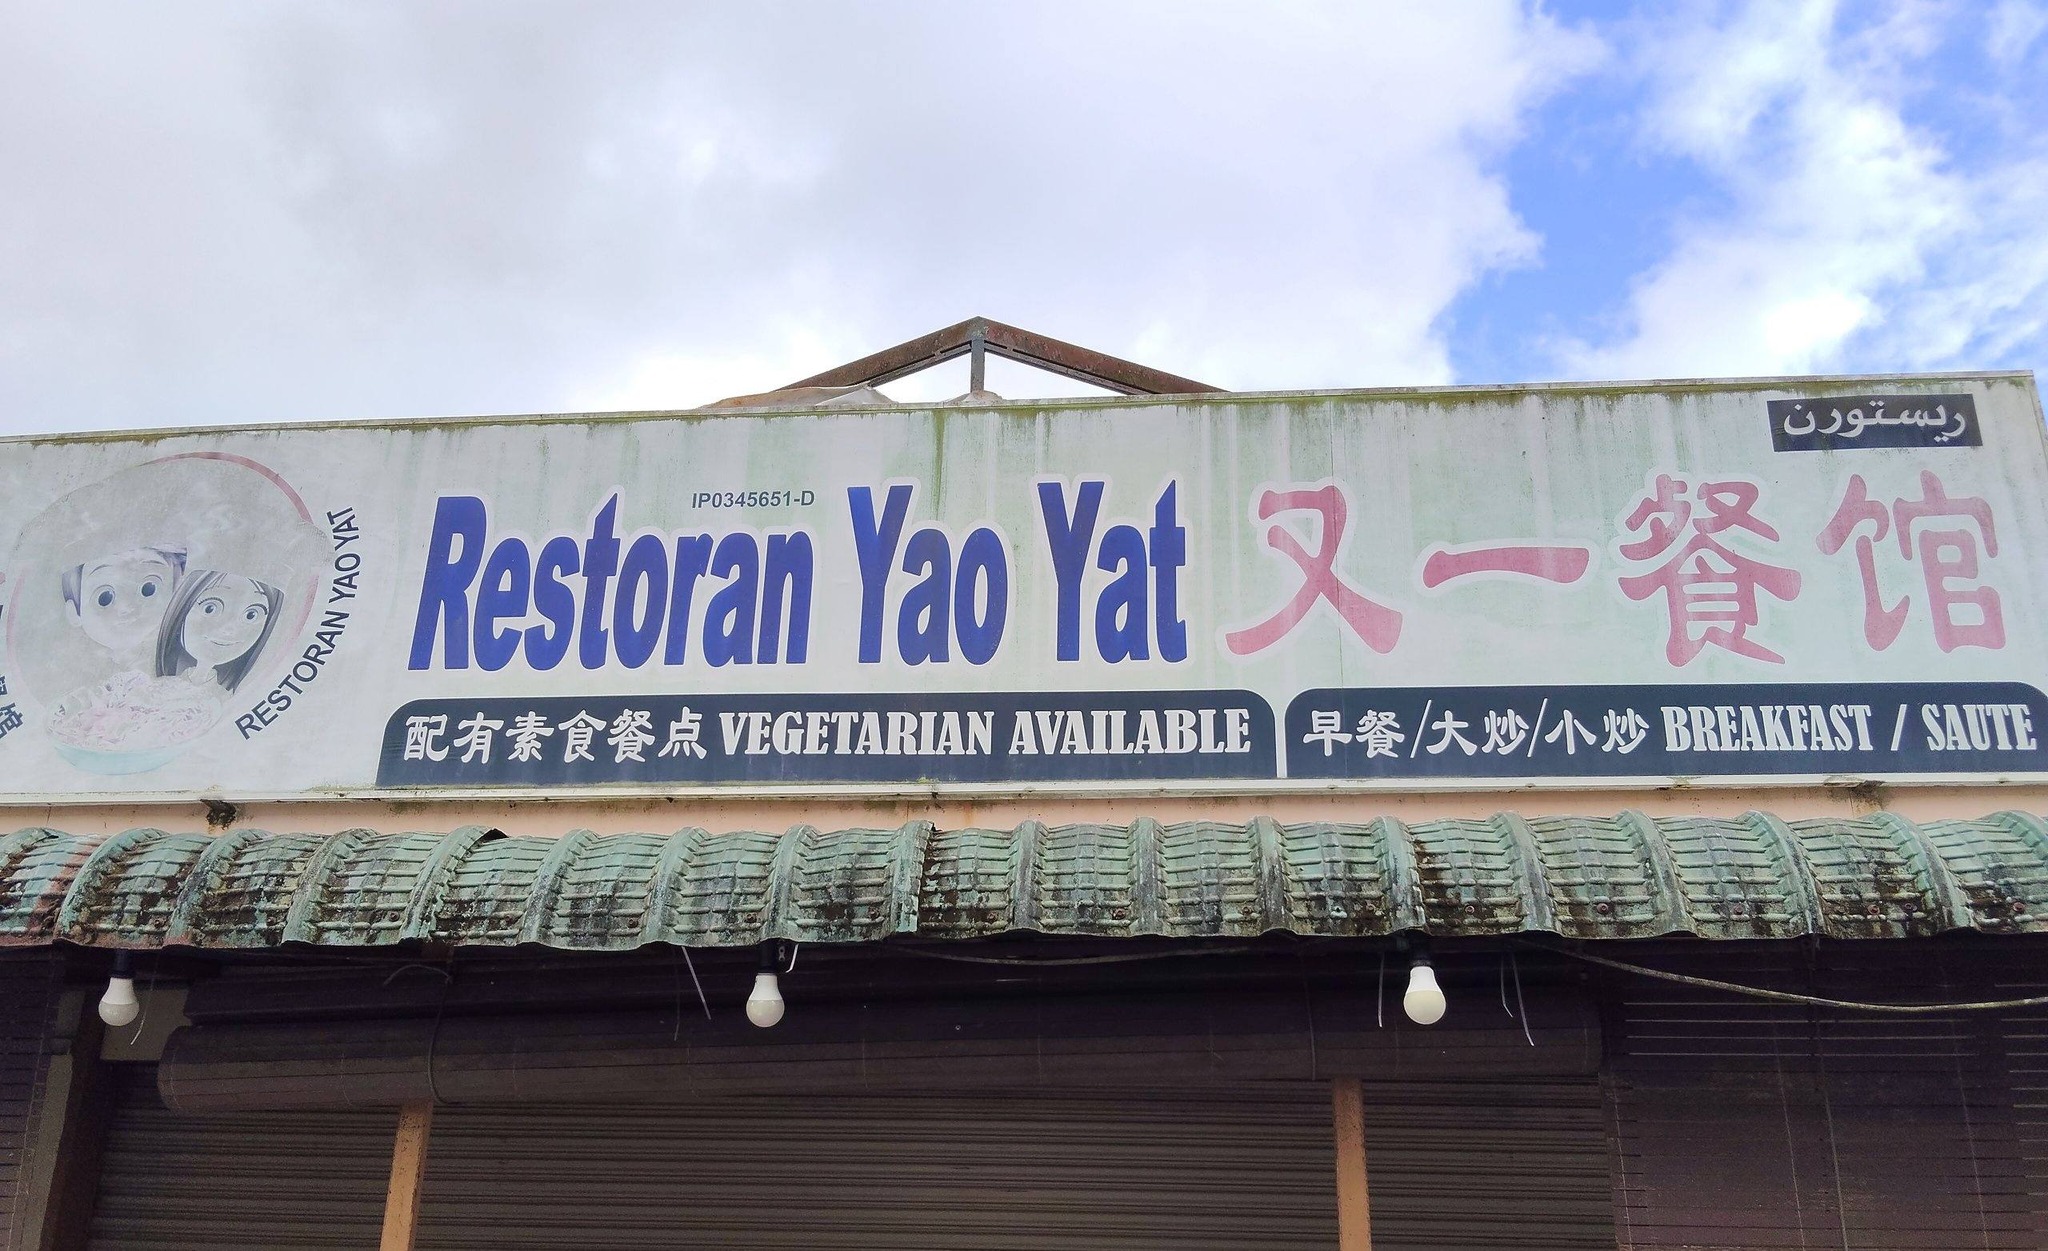 ريستورن
IP0345651-D
Restoran Yao Yat 又一餐馆
RESTORAN YAO YAT
配有素食餐点 VEGETARIAN AVAILABLE
早餐/大炒/小炒 BREAKFAST / SAUTE